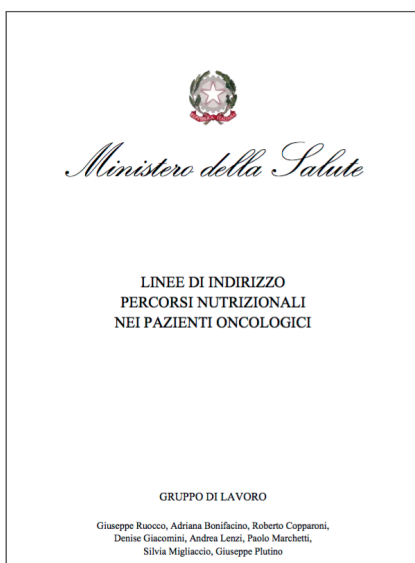 Ministero della Salute
LINEE DI INDIRIZZO
PERCORSI NUTRIZIONALI
NEI PAZIENTI ONCOLOGICI
GRUPPO DI LAVORO
Giuseppe Ruocco, Adriana Bonifacino, Roberto Copparoni,
Denise Giacomini, Andrea Lenzi, Paolo Marchetti,
Silvia Migliaccio, Giuseppe Plutino